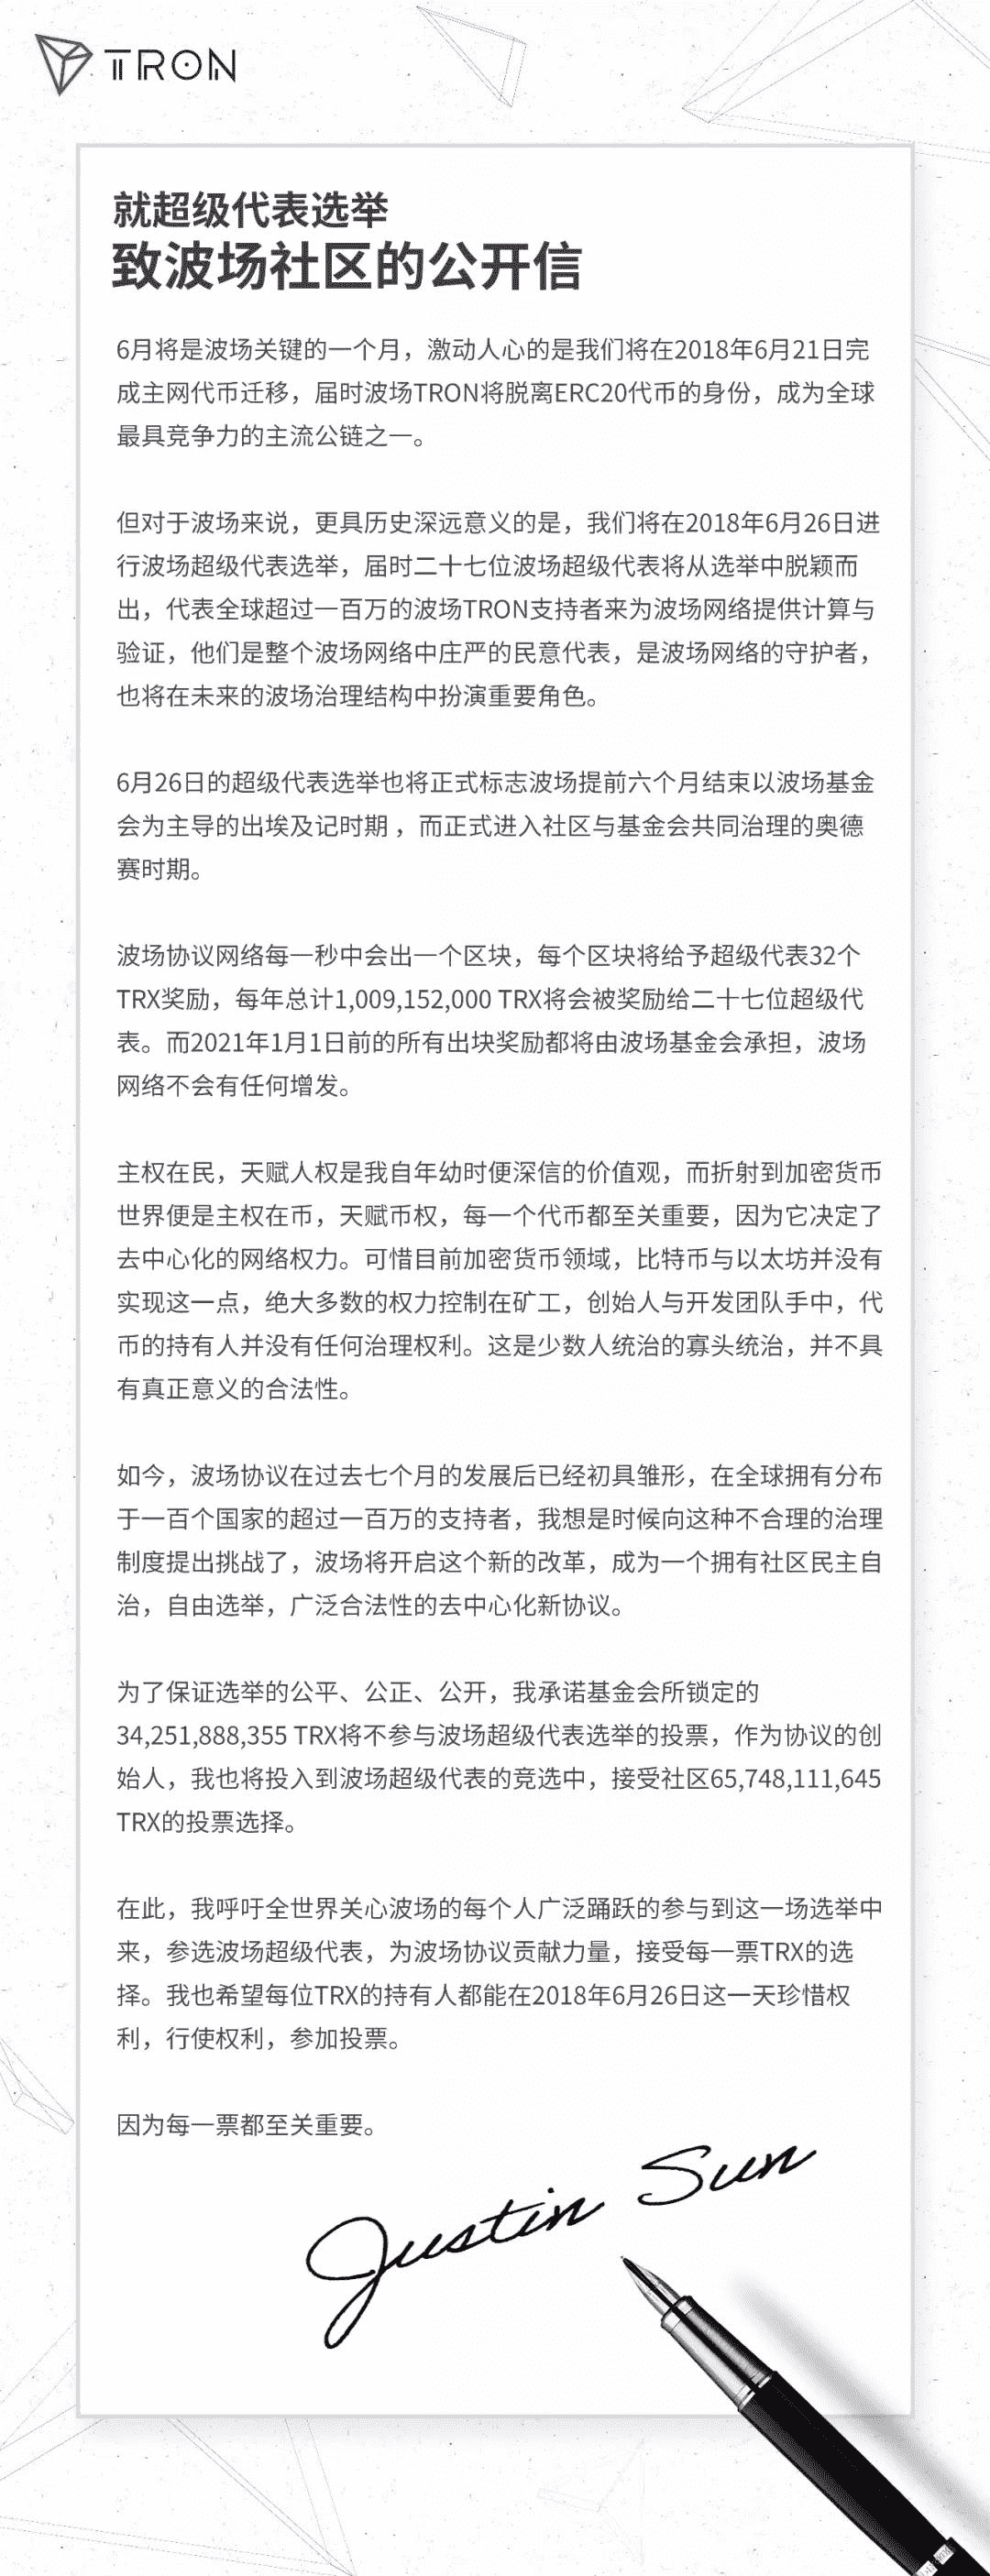 TRON
就超级代表选举
致波场社区的公开信
6月将是波场关键的一个月，激动人心的是我们将在2018年6月21日完
成主网代币迁移，届时波场TRON将脱离ERC20代币的身份，成为全球
最具竞争力的主流公链之一。
但对于波场来说，更具历史深远意义的是，我们将在2018年6月26日进
行波场超级代表选举，届时二十七位波场超级代表将从选举中脱颖而
出，代表全球超过一百万的波场TRON支持者来为波场网络提供计算与
验证，他们是整个波场网络中庄严的民意代表，是波场网络的守护者，
也将在未来的波场治理结构中扮演重要角色。
6月26日的超级代表选举也将正式标志波场提前六个月结束以波场基金
会为主导的出埃及记时期 ，而正式进入社区与基金会共同治理的奥德
赛时期。
波场协议网络每一秒中会出一个区块，每个区块将给予超级代表32个
TRX奖励，每年总计1,009,152,000 TRX将会被奖励给二十七位超级代
表。而2021年1月1日前的所有出块奖励都将由波场基金会承担，波场
网络不会有任何增发。
主权在民，天赋人权是我自年幼时便深信的价值观，而折射到加密货币
世界便是主权在币，天赋币权，每一个代币都至关重要，因为它决定了
去中心化的网络权力。可惜目前加密货币领域，比特币与以太坊并没有
实现这一点，绝大多数的权力控制在矿工，创始人与开发团队手中，代
币的持有人并没有任何治理权利。这是少数人统治的寡头统治，并不具
有真正意义的合法性。
如今，波场协议在过去七个月的发展后已经初具雏形，在全球拥有分布
于一百个国家的超过一百万的支持者，我想是时候向这种不合理的治理
制度提出挑战了，波场将开启这个新的改革，成为一个拥有社区民主自
治，自由选举，广泛合法性的去中心化新协议。
为了保证选举的公平、公正、公开，我承诺基金会所锁定的
34,251,888,355 TRX将不参与波场超级代表选举的投票，作为协议的创
始人，我也将投入到波场超级代表的竞选中，接受社区65,748,111,645
TRX的投票选择。
在此，我呼吁全世界关心波场的每个人广泛踊跃的参与到这一场选举中
来，参选波场超级代表，为波场协议贡献力量，接受每一票TRX的选
择。我也希望每位TRX的持有人都能在2018年6月26日这一天珍惜权
利，行使权利，参加投票。
因为每一票都至关重要。
Justin Sun